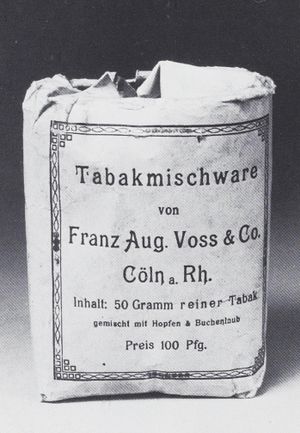 Tabakmischware
von
Franz Aug. Voss & Co.
Cöln a. Rh.
Inhalt: 50 Gramm reiner Tabak
gemischt mit Hopfen & Buchenlaub
Preis 100 Pfg.